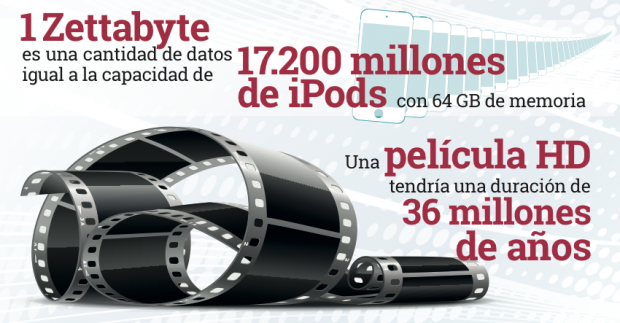 1 Zettabyte
es una cantidad de datos
igual a la capacidad de
17.200 millones
de iPods con 64 GB de memoria
Una película HD
tendría una duración de
36 millones
de años